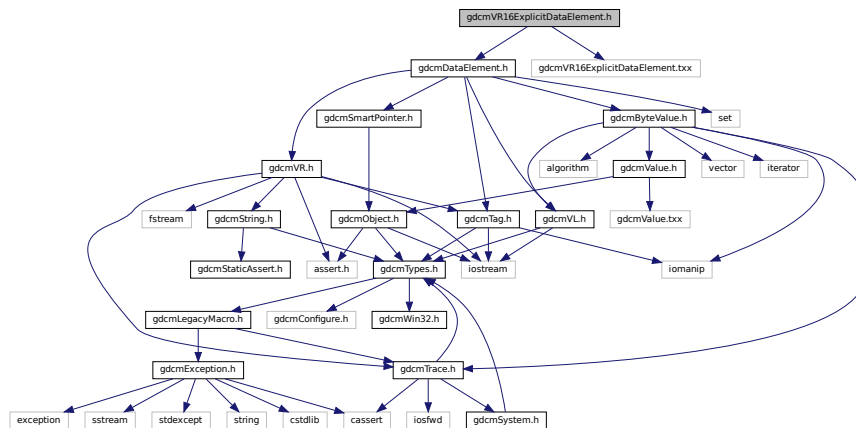 gdcmVR16ExplicitDataElement.h
gdcmDataElement.h
gdcmVR16ExplicitDataElement.txx
gdcmSmartPointer.h
gdcmByteValue.h
set
gdcmVR.h
algorithm
gdcmValue.h
vector
iterator
fstream
gdcmString.h
gdcmObject.h
gdcmTag.h
gdcmVL.h
gdcmValue.txx
gdcmStaticAssert.h
assert.h
gdcmTypes.h
iostream
iomanip
gdcmLegacyMacro.h
gdcmConfigure.h
gdcmWin32.h
gdcmException.h
gdcmTrace.h
exception
sstream
stdexcept
string
cstdlib
cassert
iosfwd
gdcmSystem.h